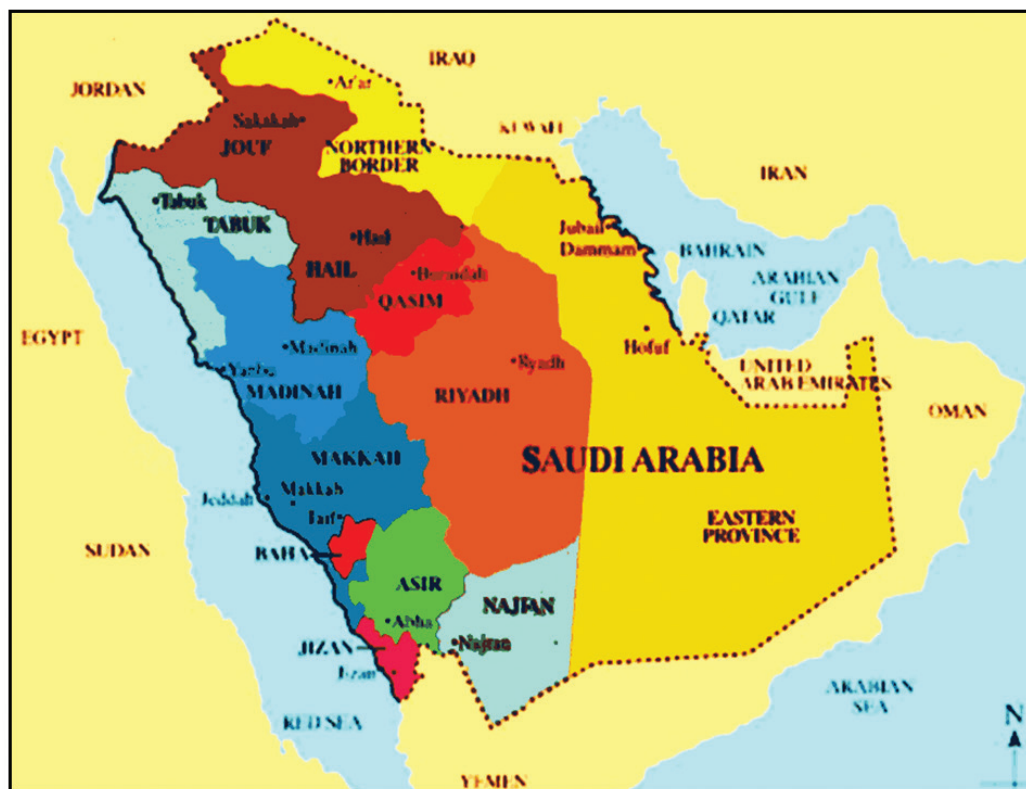 IRAQ
JORDAN
Ar'ar
Sakakah
JOUF
KUWAIT
NORTHERN
BORDER
IRAN
Tabuk
TABUK
Hail
HAIL
Jubail
Dammam
BAHRAIN
ARABIAN
GULF
QASIM
QATAR
EGYPT
Madinah
Hofuf
Yanbu
Ryadh
UNITED
ARAB EMIRATES
MADINAH
RIYADH
OMAN
MAKKAH
SAUDI ARABIA
Makkah
Jeddah
Taif
EASTERN
PROVINCE
SUDAN
BAHA
ASIR
NAJFAN
Abha
Najran
JIZAN
Jizan
ARABIAN
SEA
RED SEA
N
YEMEN